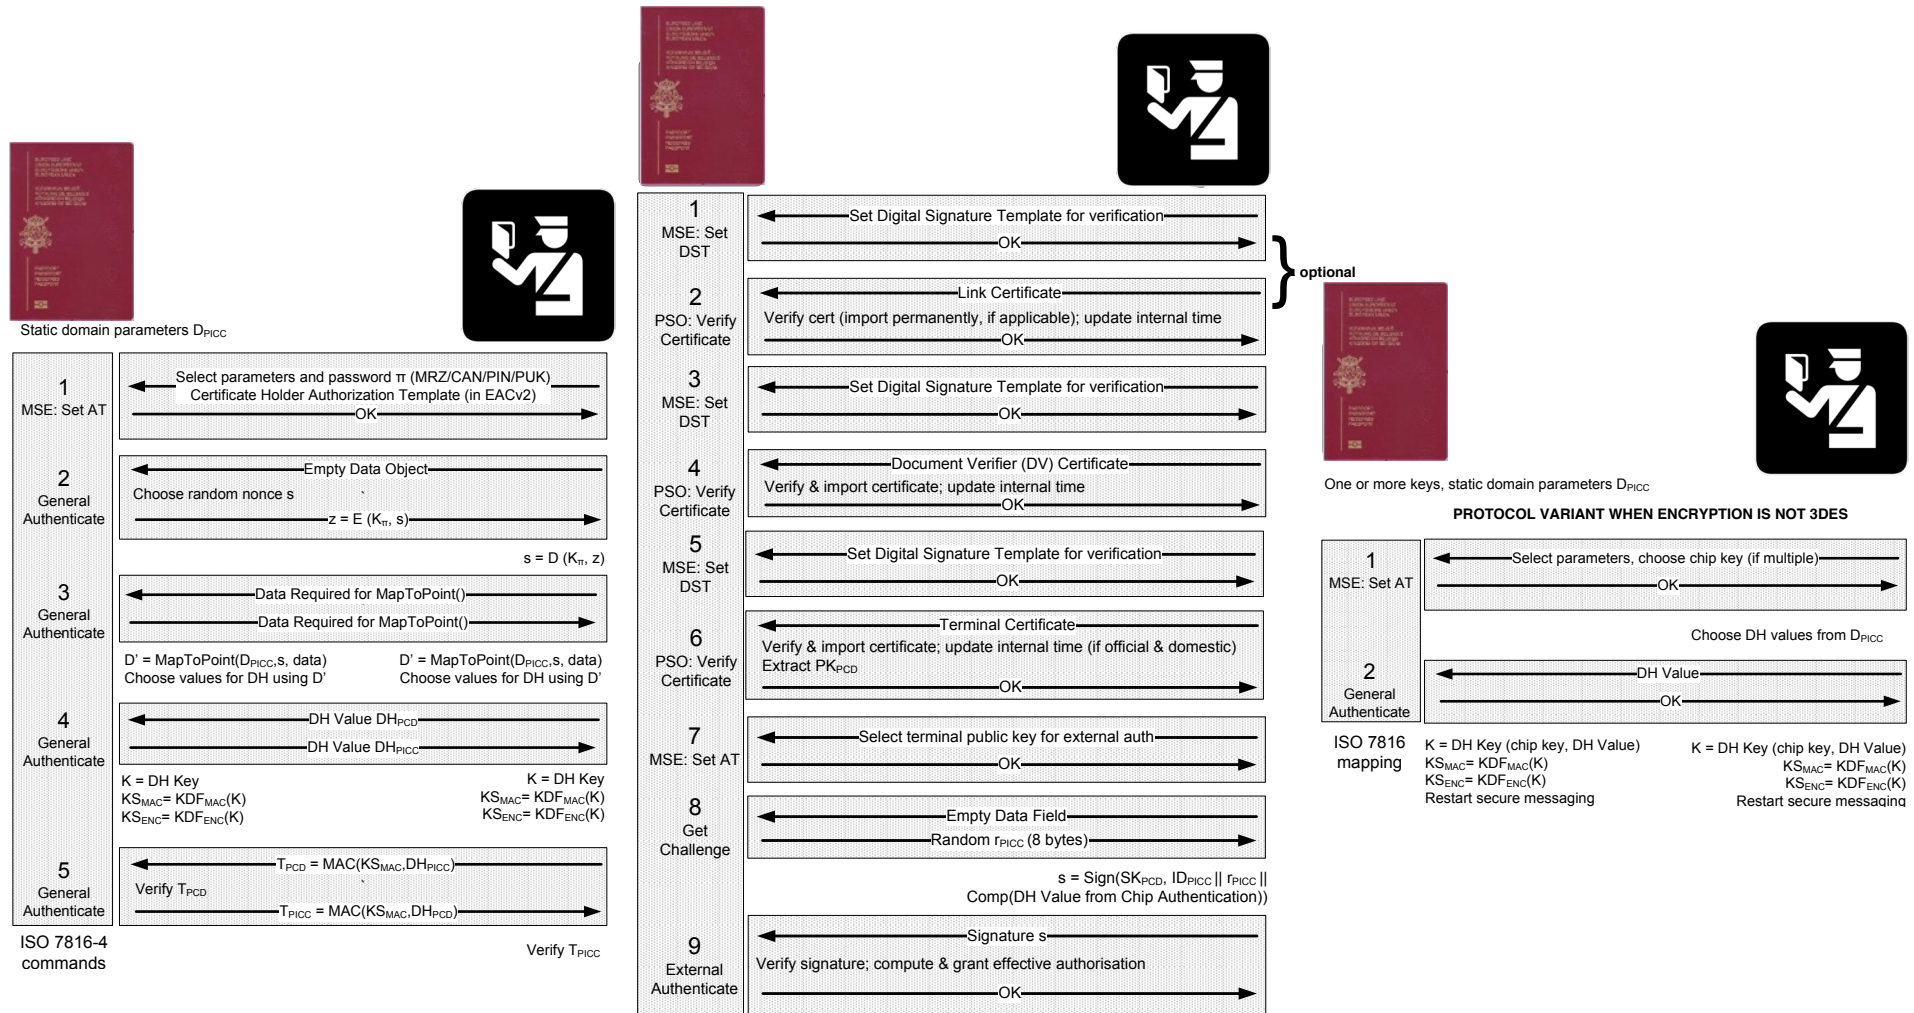 Static domain parameters DPICC
1
MSE: Set AT
Select parameters and password π (MRZ/CAN/PIN/PUK)
Certificate Holder Authorization Template (in EACv2)
OK
2
General
Authenticate
Empty Data Object
Choose random nonce s
z = E (Kπ, s)
s = D (Kπ, z)
3
General
Authenticate
Data Required for MapToPoint()
Data Required for MapToPoint()
D' = MapToPoint(DPICC,s, data)
Choose values for DH using D'
D' = MapToPoint(DPICC,s, data)
Choose values for DH using D'
4
General
Authenticate
DH Value DHPCD
DH Value DHPICC
K = DH Key
KSMAC= KDFMAC(K)
KSENC= KDFENC(K)
K = DH Key
KSMAC= KDFMAC(K)
KSENC= KDFENC(K)
5
General
Authenticate
TPCD = MAC(KSMAC,DHPICC)
Verify TPCD
TPICC = MAC(KSMAC,DHPCD)
ISO 7816-4
commands
Verify TPICC
1
MSE: Set
DST
Set Digital Signature Template for verification
OK
optional
2
PSO: Verify
Certificate
Link Certificate
Verify cert (import permanently, if applicable); update internal time
OK
3
MSE: Set
DST
Set Digital Signature Template for verification
OK
4
PSO: Verify
Certificate
Document Verifier (DV) Certificate
Verify & import certificate; update internal time
OK
5
MSE: Set
DST
Set Digital Signature Template for verification
OK
6
PSO: Verify
Certificate
Terminal Certificate
Verify & import certificate; update internal time (if official & domestic)
Extract PKPCD
OK
7
MSE: Set AT
Select terminal public key for external auth
OK
8
Get
Challenge
Empty Data Field
Random rPICC (8 bytes)
s = Sign(SKPCD, IDPICC || rPICC ||
Comp(DH Value from Chip Authentication))
9
External
Authenticate
Signature s
Verify signature; compute & grant effective authorisation
OK
One or more keys, static domain parameters DPICC
PROTOCOL VARIANT WHEN ENCRYPTION IS NOT 3DES
1
MSE: Set AT
Select parameters, choose chip key (if multiple)
OK
Choose DH values from DPICC
2
General
Authenticate
DH Value
OK
ISO 7816
mapping
K = DH Key (chip key, DH Value)
KSMAC= KDFMAC(K)
KSENC= KDFENC(K)
Restart secure messaging
K = DH Key (chip key, DH Value)
KSMAC= KDFMAC(K)
KSENC= KDFENC(K)
Restart secure messaging